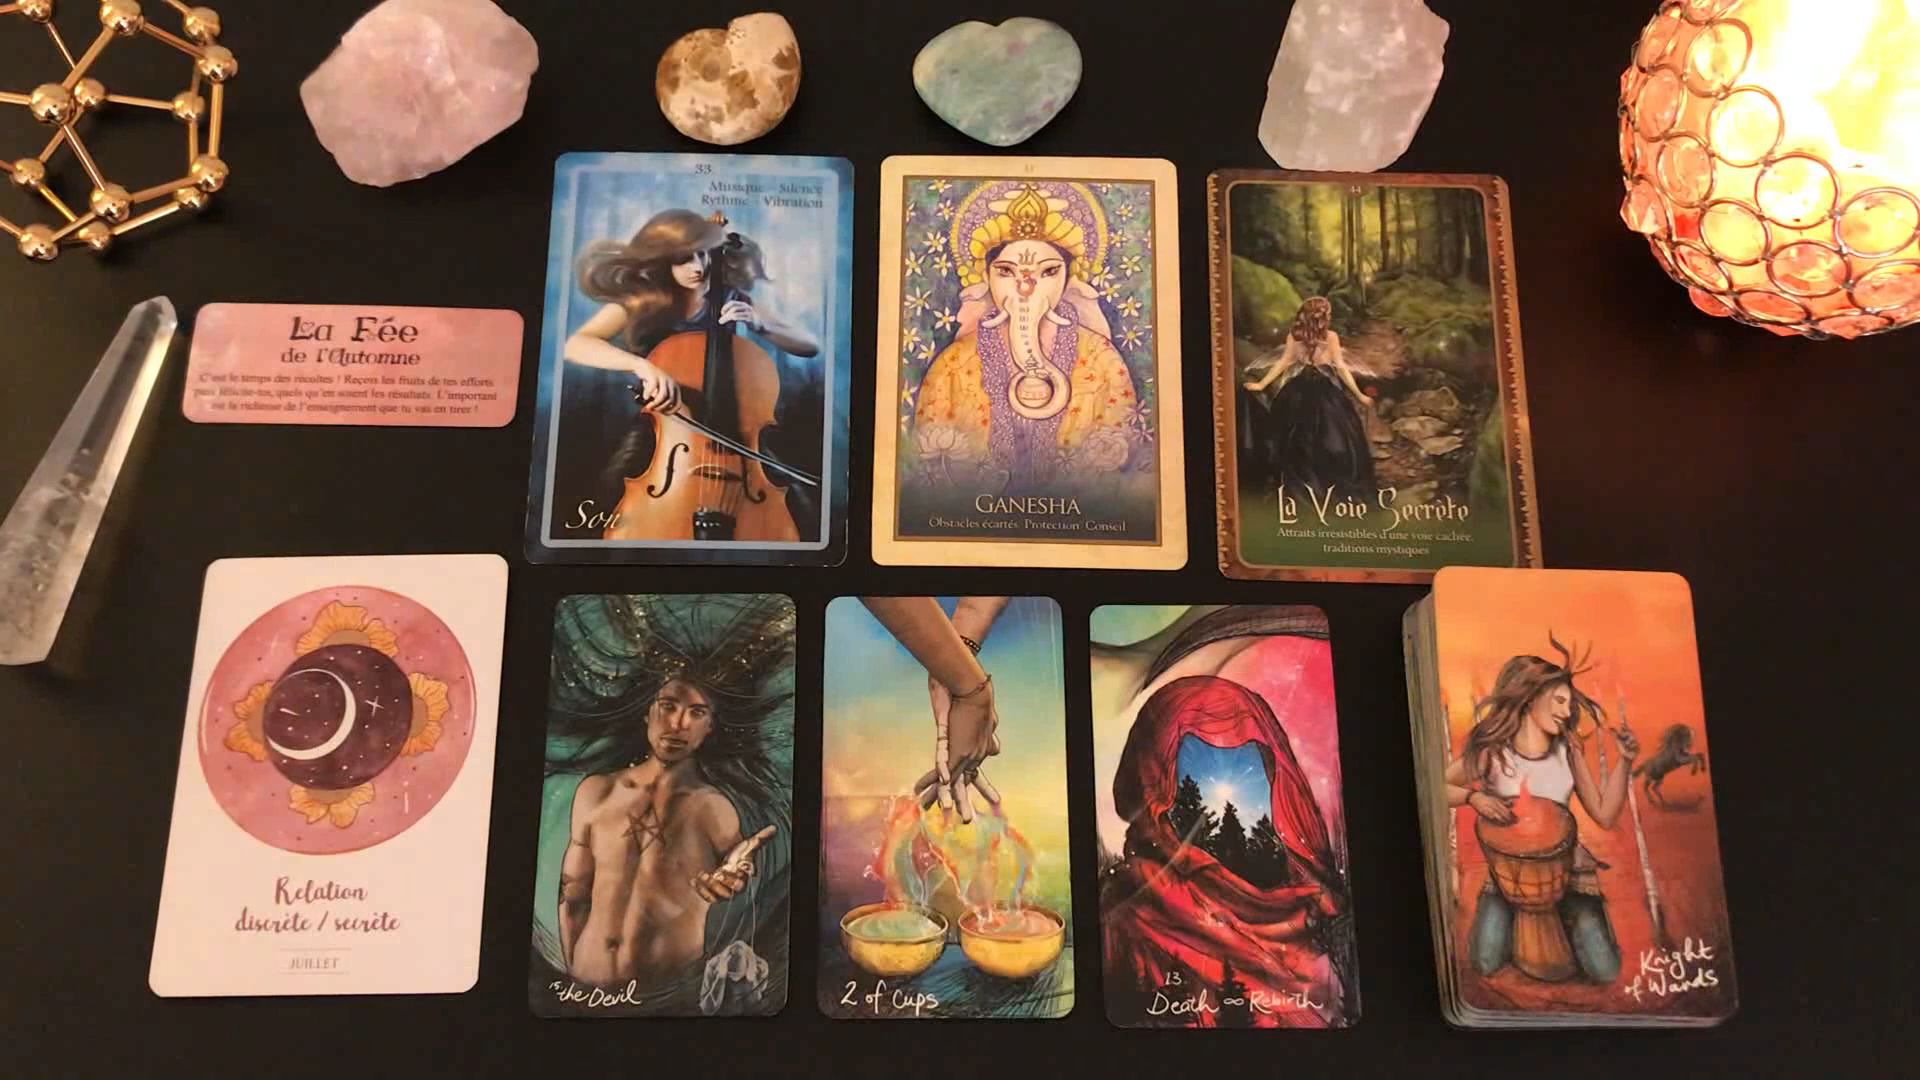 33
Musique - Silence
Rythme - Vibration
Son
GANESHA
Obstacles écartés Protection Conseil
44
La Voie Secrète
Attraits irrésistibles d'une voie cachée,
traditions mystiques
La Fée
de l'Automne
C'est le temps des récoltes ! Reçois les fruits de tes efforts
puis félicite-toi, quels qu'en soient les résultats. L'important
est la richesse de l'enseignement que tu vas en tirer !
Relation
discrète / secrète
JUILLET
15 the Devil
2 of Cups
13.
Death ∞ Rebirth
Knight
of Wands